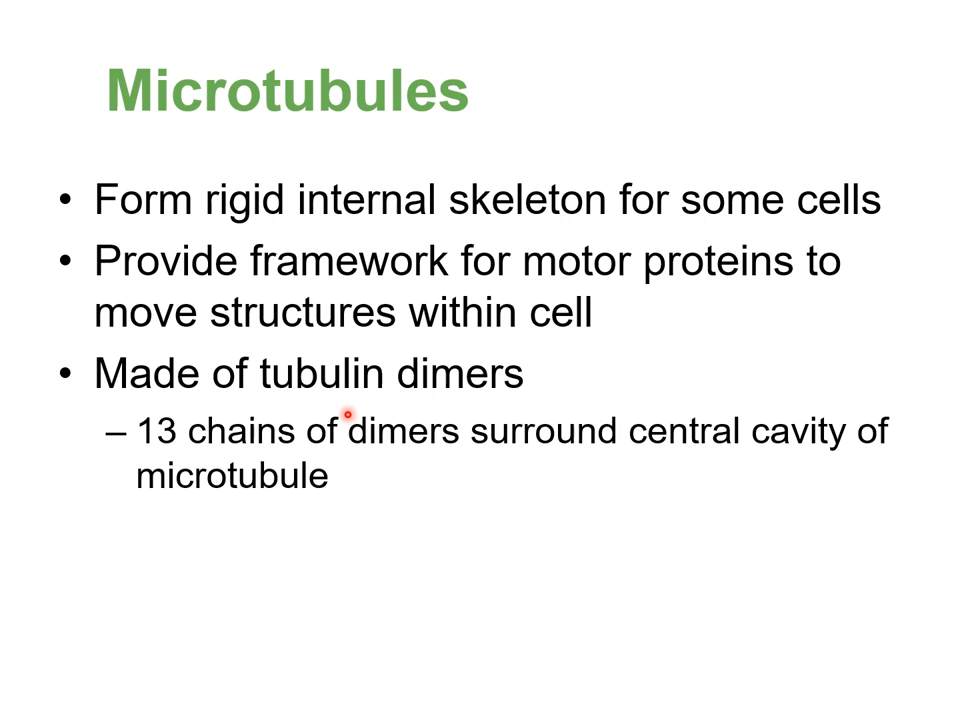 Microtubules
• Form rigid internal skeleton for some cells
• Provide framework for motor proteins to
move structures within cell
• Made of tubulin dimers
– 13 chains of dimers surround central cavity of
microtubule